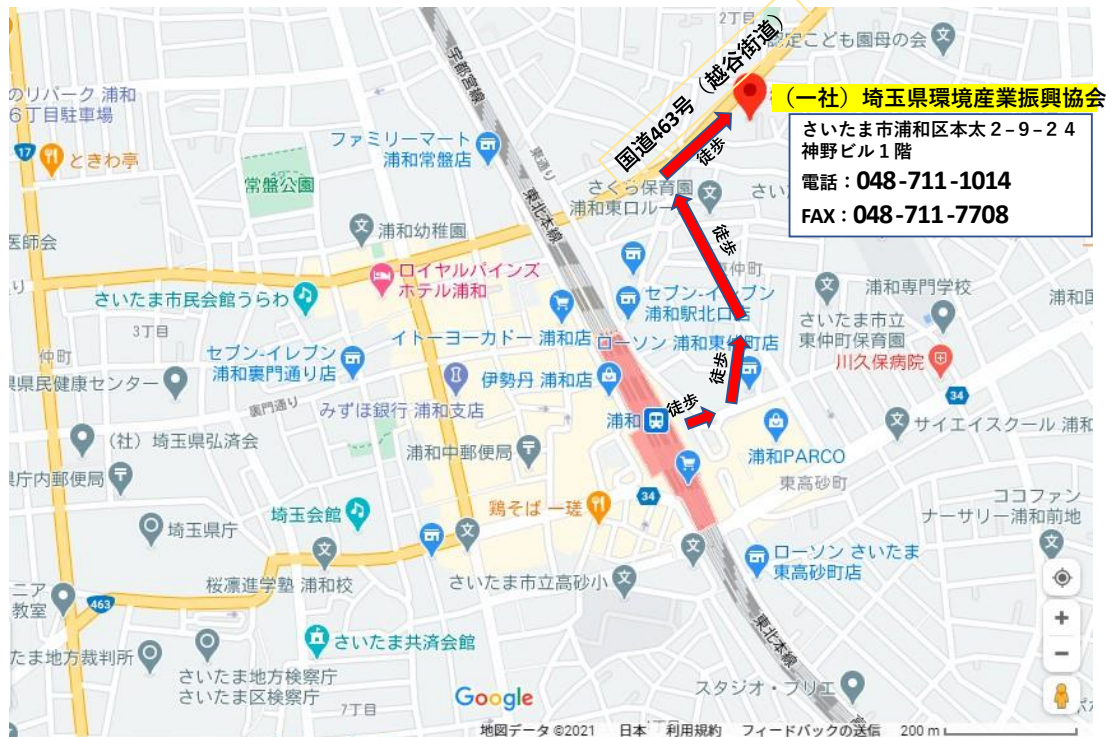 2丁目
認定こども園母の会
宇都宮線
国道463号（越谷街道）
のリパーク 浦和
6丁目駐車場
（一社）埼玉県環境産業振興協会
さいたま市浦和区本太２−９−２４
神野ビル１階
電話：048-711-1014
FAX：048-711-7708
ファミリーマート
浦和常盤店
17
ときわ亭
東通り
徒歩
常盤公園
東北本線
さくら保育園
浦和東口ルー
さい
医師会
浦和幼稚園
徒歩
仲町
ロイヤルパインズ
ホテル浦和
セブン-イレブン
浦和駅北口店
浦和専門学校
さいたま市民会館うらわ
浦和
3丁目
イトーヨーカドー 浦和店
ローソン 浦和東仲町店
さいたま市立
東仲町保育園
仲町
セブン-イレブン
浦和裏門通り店
伊勢丹 浦和店
徒歩
川久保病院
県民健康センター
裏門通り
みずほ銀行 浦和支店
徒歩
34
浦和
サイエイスクール 浦和
（社）埼玉県弘済会
浦和中郵便局
浦和PARCO
県庁内郵便局
東高砂町
34
ココファン
ナーサリー浦和前地
埼玉会館
鶏そば 一瑳
埼玉県庁
ローソン さいたま
東高砂町店
桜凛進学塾 浦和校
さいたま市立高砂小
ニア
教室
463
東北本線
さいたま共済会館
たま地方裁判所
さいたま地方検察庁
さいたま区検察庁
スタジオ・プリエ
Google
7丁目
地図データ ©2021 日本 利用規約 フィードバックの送信 200 m